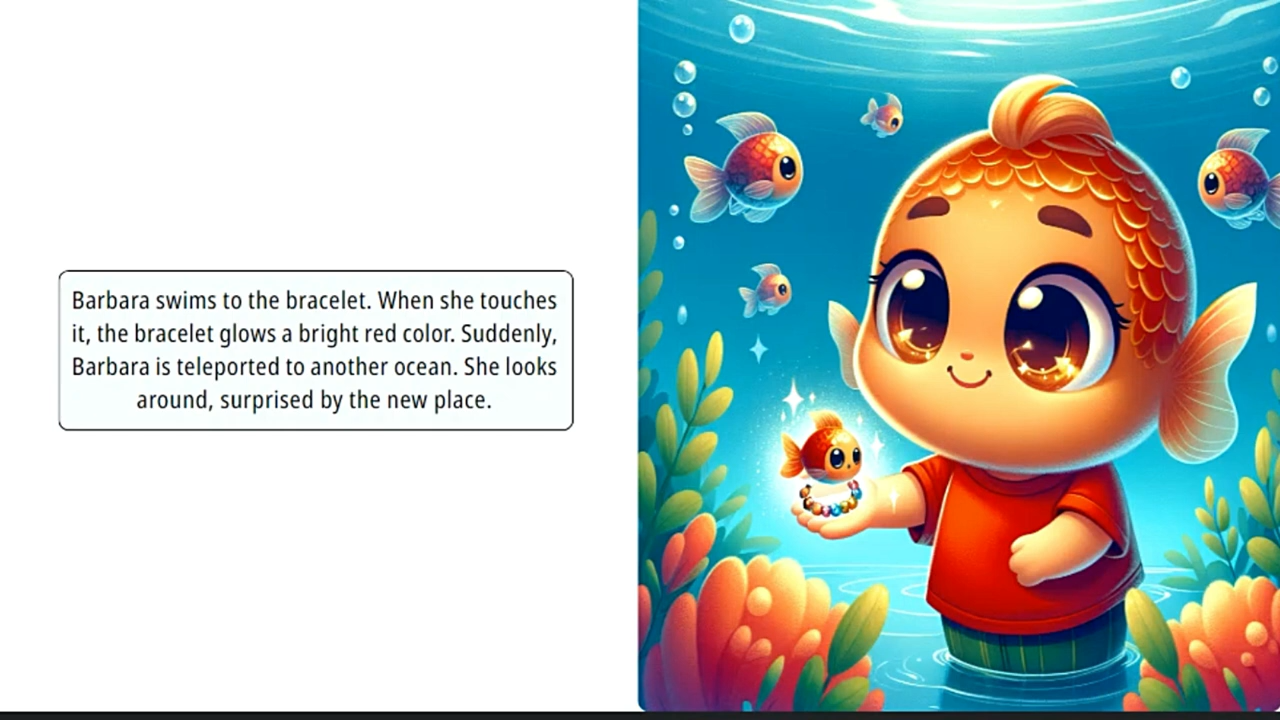 Barbara swims to the bracelet. When she touches
it, the bracelet glows a bright red color. Suddenly,
Barbara is teleported to another ocean. She looks
around, surprised by the new place.